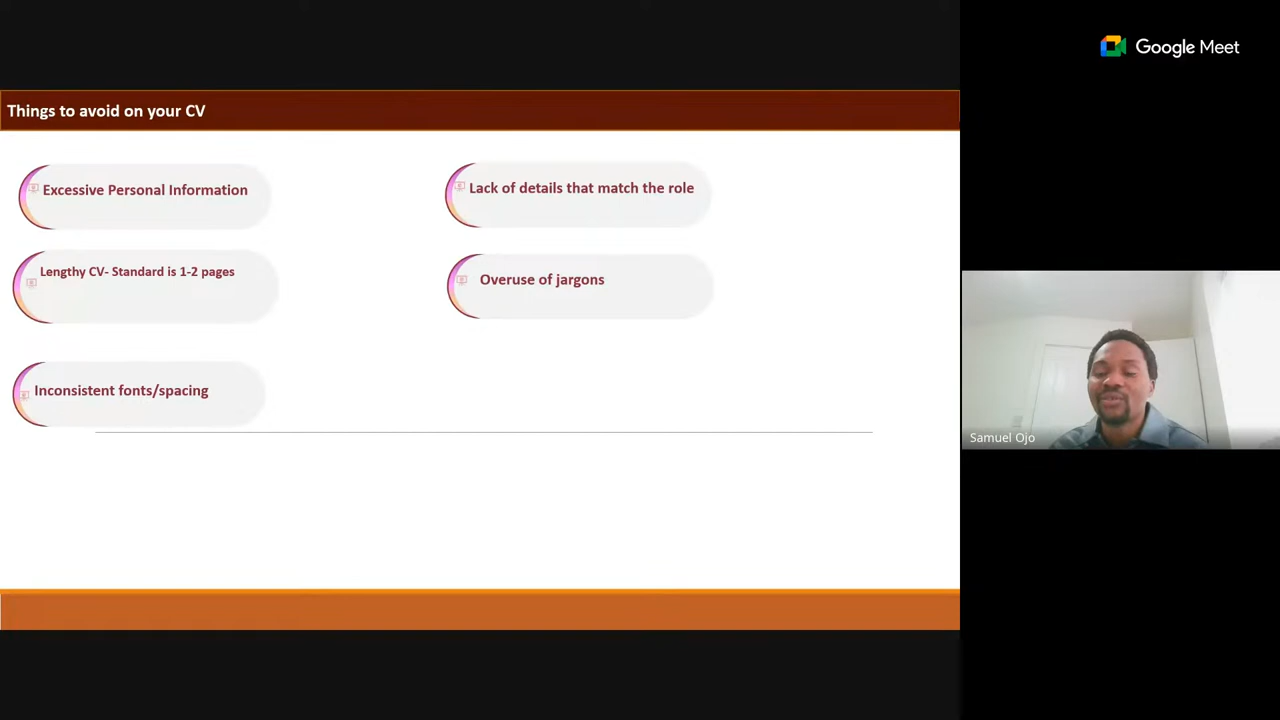 Google Meet
Things to avoid on your CV
Excessive Personal Information
Lack of details that match the role
Lengthy CV- Standard is 1-2 pages
Overuse of jargons
Inconsistent fonts/spacing
Samuel Ojo